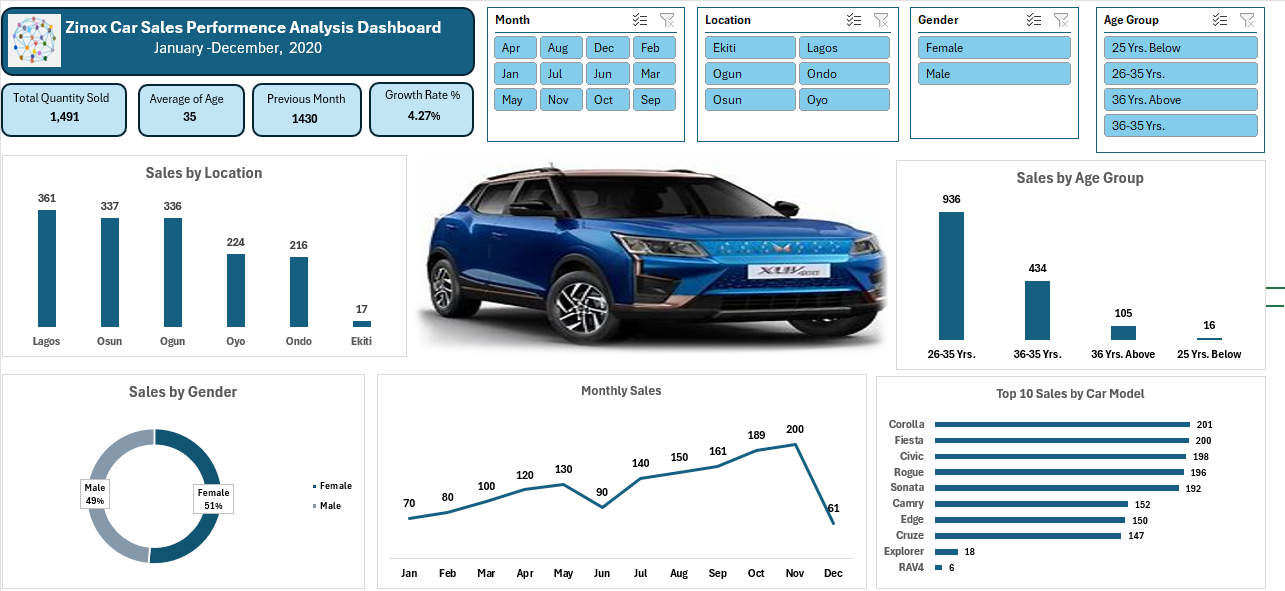 Zinox Car Sales Performence Analysis Dashboard
January -December, 2020
Total Quantity Sold
1,491
Average of Age
35
Previous Month
1430
Growth Rate %
4.27%
Month
Apr Aug Dec Feb
Jan Jul Jun Mar
May Nov Oct Sep
Location
Ekiti Lagos
Ogun Ondo
Osun Oyo
Gender
Female
Male
Age Group
25 Yrs. Below
26-35 Yrs.
36 Yrs. Above
36-35 Yrs.
Sales by Location
361 337 336 224 216 17
Lagos Osun Ogun Oyo Ondo Ekiti
XUV400
Sales by Age Group
936 434 105 16
26-35 Yrs. 36-35 Yrs. 36 Yrs. Above 25 Yrs. Below
Sales by Gender
Male
49%
Female
51%
Female
Male
Monthly Sales
70 80 100 120 130 90 140 150 161 189 200 61
Jan Feb Mar Apr May Jun Jul Aug Sep Oct Nov Dec
Top 10 Sales by Car Model
Corolla 201
Fiesta 200
Civic 198
Rogue 196
Sonata 192
Camry 152
Edge 150
Cruze 147
Explorer 18
RAV4 6